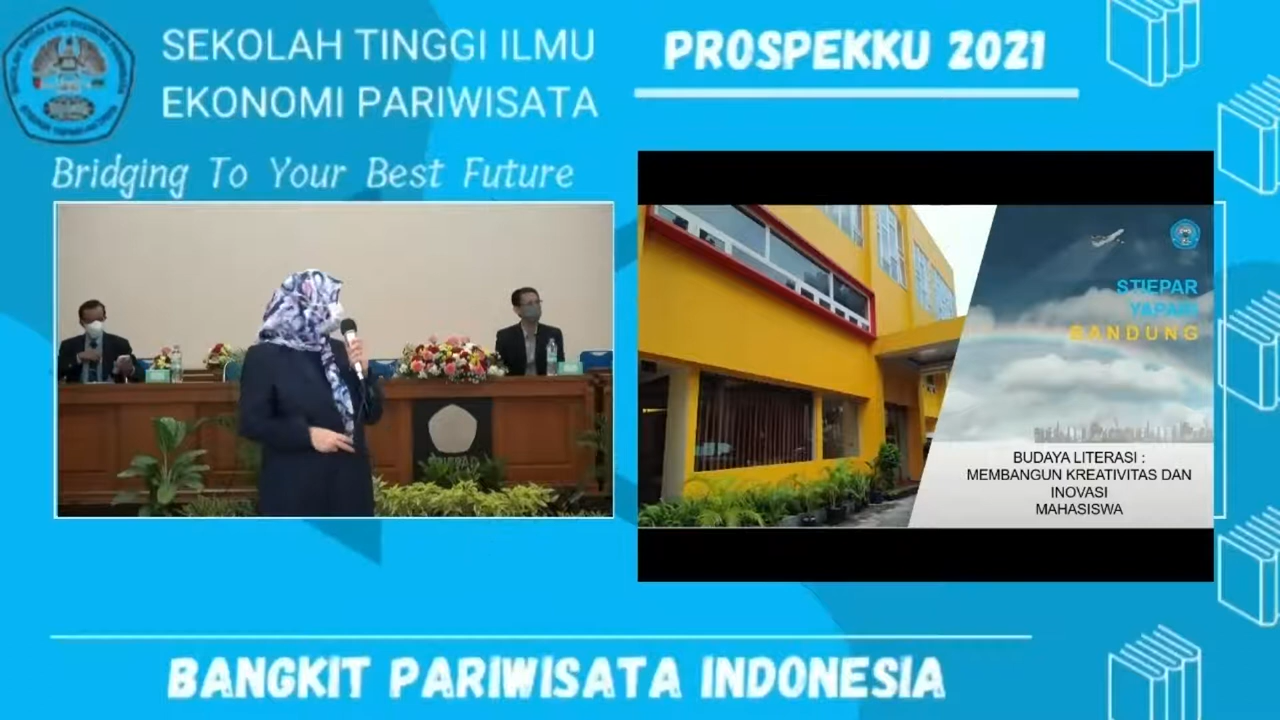 SEKOLAH TINGGI ILMU
EKONOMI PARIWISATA
Bridging To Your Best Future
PROSPEKKU 2021
STIEPAR
YAPARI
BANDUNG
BUDAYA LITERASI :
MEMBANGUN KREATIVITAS DAN
INOVASI
MAHASISWA
BANGKIT PARIWISATA INDONESIA